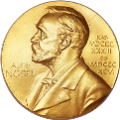 ALFR·
NOBEL
NAT·
MDCCC
XXXIII
OB·
MDCCC
XCVI